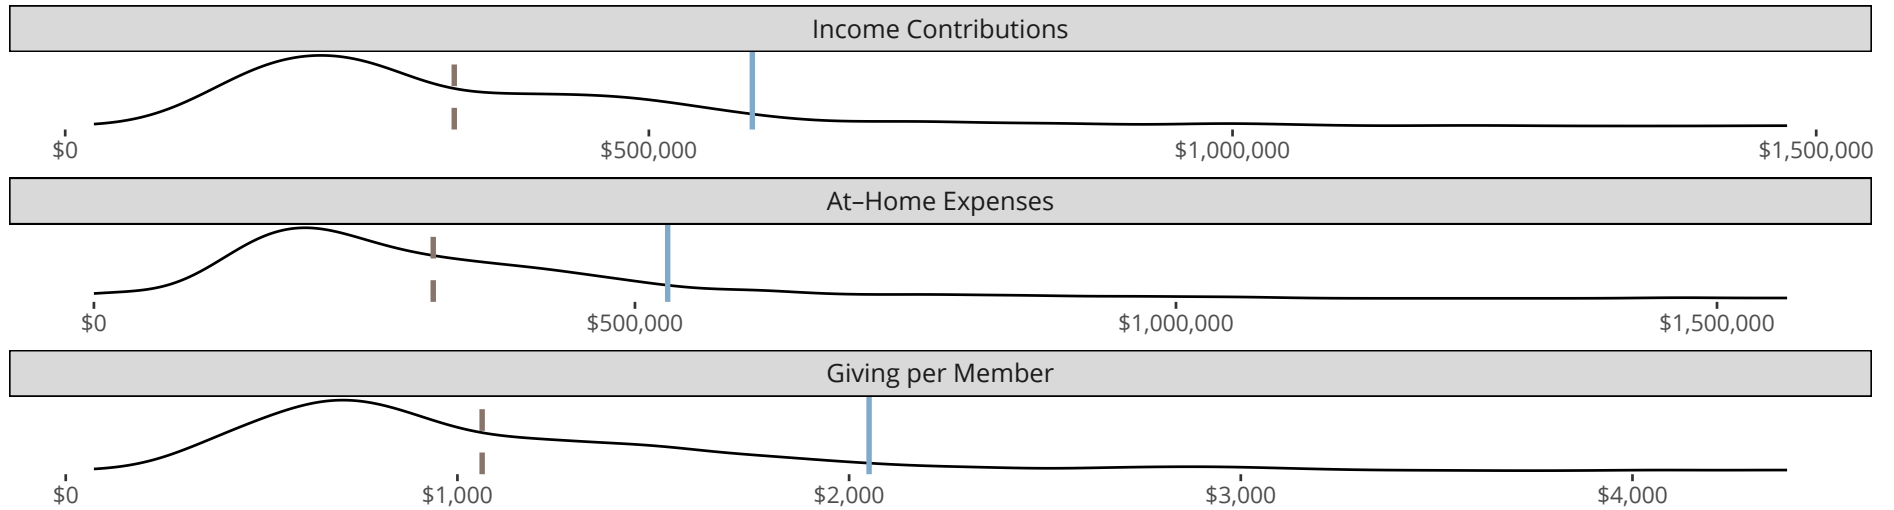 Income Contributions
$0 $500,000 $1,000,000 $1,500,000
At–Home Expenses
$0 $500,000 $1,000,000 $1,500,000
Giving per Member
$0 $1,000 $2,000 $3,000 $4,000